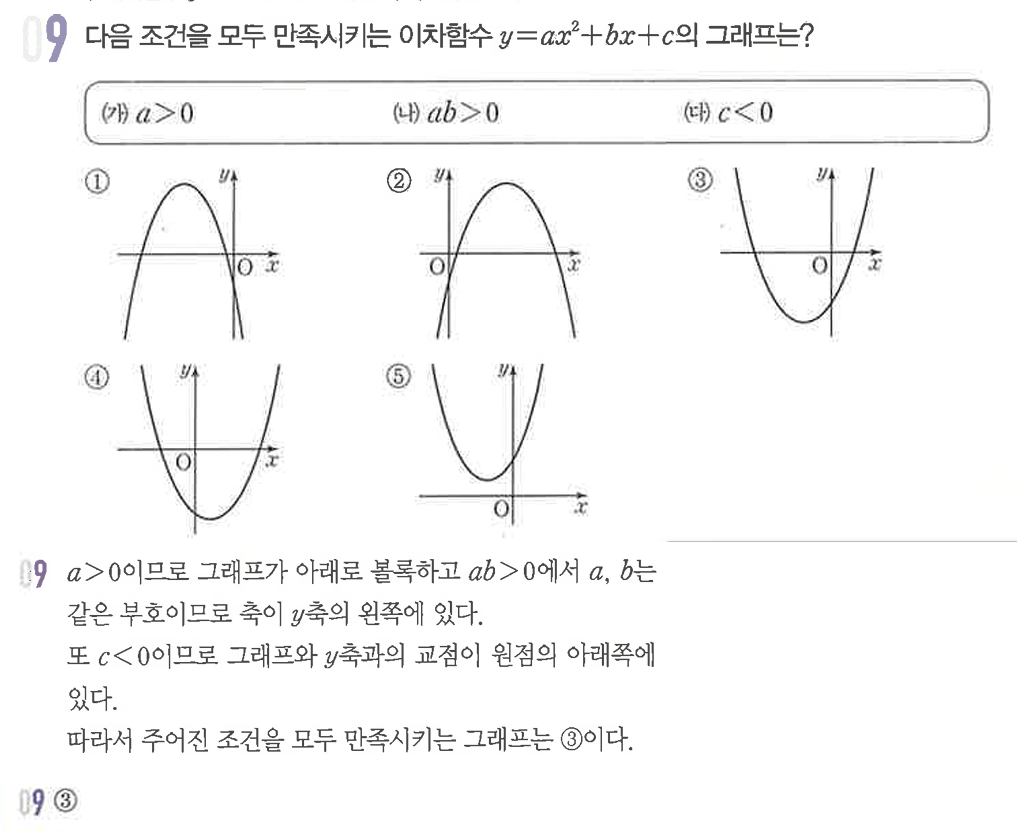 09 다음 조건을 모두 만족시키는 이차함수 y=ax²+bx+c의 그래프는?
㈎ a>0 ㈏ ab>0 ㈐ c<0
① y O x ② y O x ③ y O x
④ y O x ⑤ y O x
09 a>0이므로 그래프가 아래로 볼록하고 ab>0에서 a, b는
같은 부호이므로 축이 y축의 왼쪽에 있다.
또 c<0이므로 그래프와 y축과의 교점이 원점의 아래쪽에
있다.
따라서 주어진 조건을 모두 만족시키는 그래프는 ③이다.
09 ③